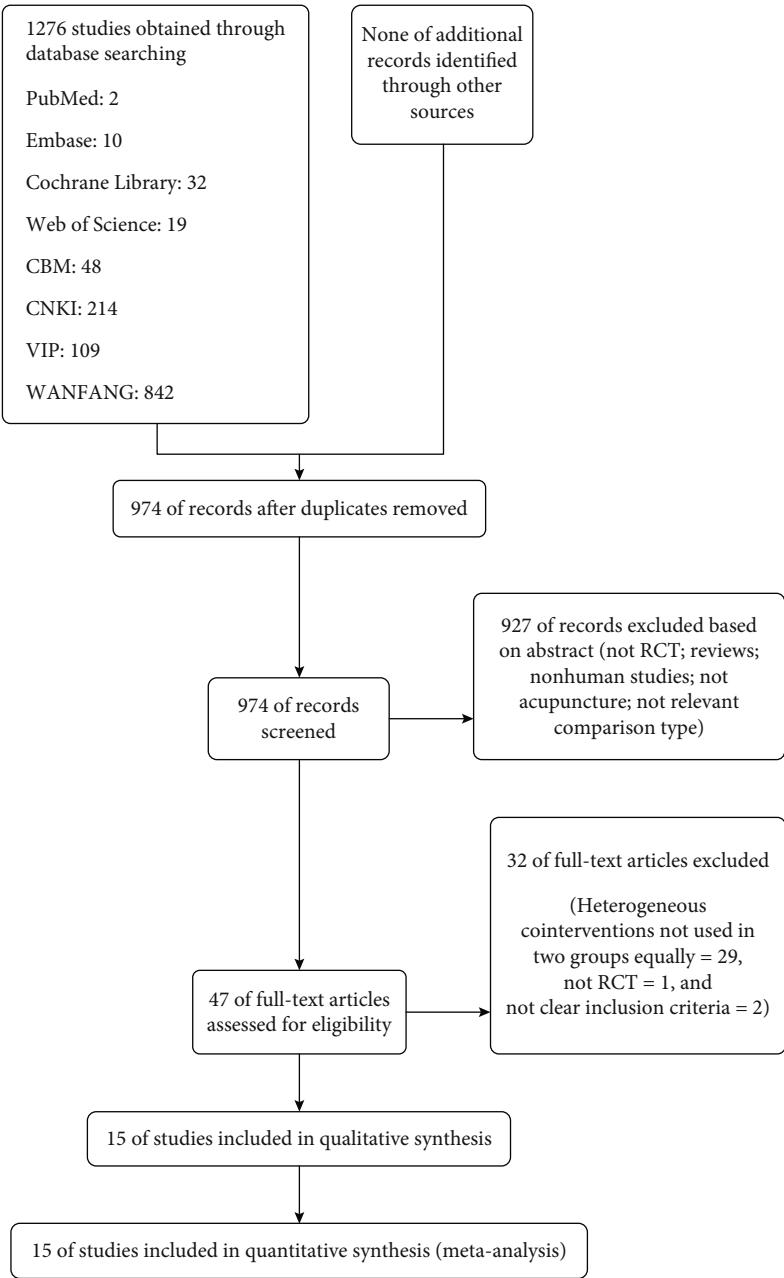 1276 studies obtained through
database searching
PubMed: 2
Embase: 10
Cochrane Library: 32
Web of Science: 19
CBM: 48
CNKI: 214
VIP: 109
WANFANG: 842
None of additional
records identified
through other
sources
974 of records after duplicates removed
974 of records
screened
927 of records excluded based
on abstract (not RCT; reviews;
nonhuman studies; not
acupuncture; not relevant
comparison type)
47 of full-text articles
assessed for eligibility
32 of full-text articles excluded
(Heterogeneous
cointerventions not used in
two groups equally = 29,
not RCT = 1, and
not clear inclusion criteria = 2)
15 of studies included in qualitative synthesis
15 of studies included in quantitative synthesis (meta-analysis)